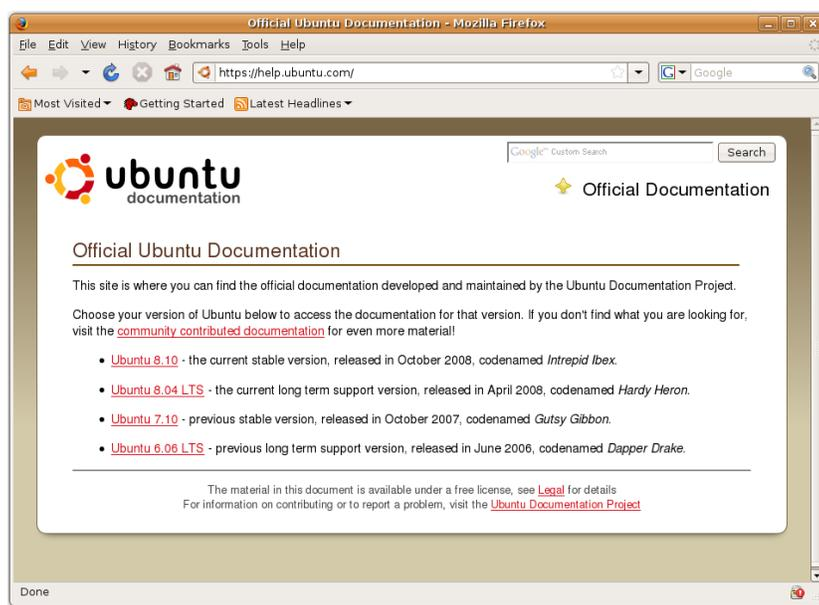 Official Ubuntu Documentation - Mozilla Firefox
File Edit View History Bookmarks Tools Help
https://help.ubuntu.com/
G Google
Most Visited Getting Started Latest Headlines
Google™ Custom Search Search
ubuntu
documentation
Official Documentation
Official Ubuntu Documentation
This site is where you can find the official documentation developed and maintained by the Ubuntu Documentation Project.
Choose your version of Ubuntu below to access the documentation for that version. If you don't find what you are looking for,
visit the community contributed documentation for even more material!
• Ubuntu 8.10 - the current stable version, released in October 2008, codenamed Intrepid Ibex.
• Ubuntu 8.04 LTS - the current long term support version, released in April 2008, codenamed Hardy Heron.
• Ubuntu 7.10 - previous stable version, released in October 2007, codenamed Gutsy Gibbon.
• Ubuntu 6.06 LTS - previous long term support version, released in June 2006, codenamed Dapper Drake.
The material in this document is available under a free license, see Legal for details
For information on contributing or to report a problem, visit the Ubuntu Documentation Project
Done